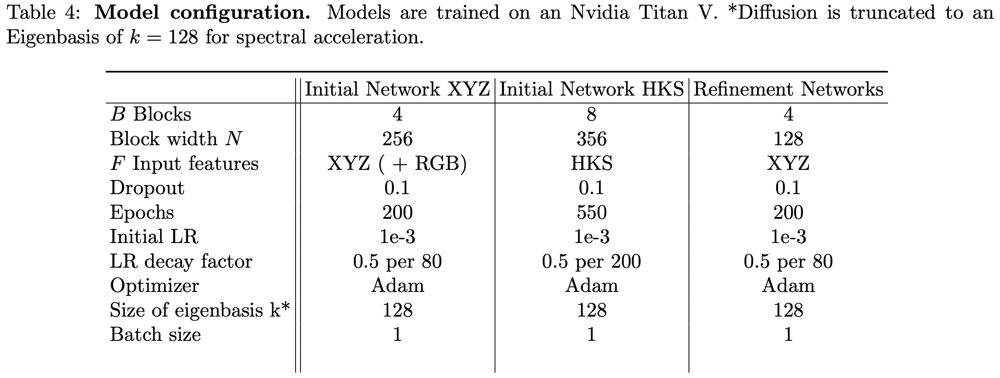 Table 4: Model configuration. Models are trained on an Nvidia Titan V. *Diffusion is truncated to an
Eigenbasis of k = 128 for spectral acceleration.
Initial Network XYZ Initial Network HKS Refinement Networks
B Blocks 4 8 4
Block width N 256 356 128
F Input features XYZ ( + RGB) HKS XYZ
Dropout 0.1 0.1 0.1
Epochs 200 550 200
Initial LR 1e-3 1e-3 1e-3
LR decay factor 0.5 per 80 0.5 per 200 0.5 per 80
Optimizer Adam Adam Adam
Size of eigenbasis k* 128 128 128
Batch size 1 1 1